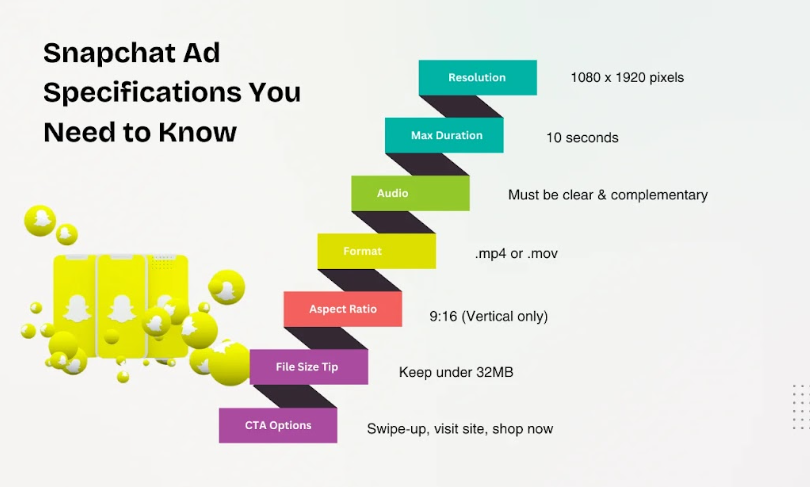 Snapchat Ad
Specifications You
Need to Know
Resolution 1080 x 1920 pixels
Max Duration 10 seconds
Audio Must be clear & complementary
Format .mp4 or .mov
Aspect Ratio 9:16 (Vertical only)
File Size Tip Keep under 32MB
CTA Options Swipe-up, visit site, shop now